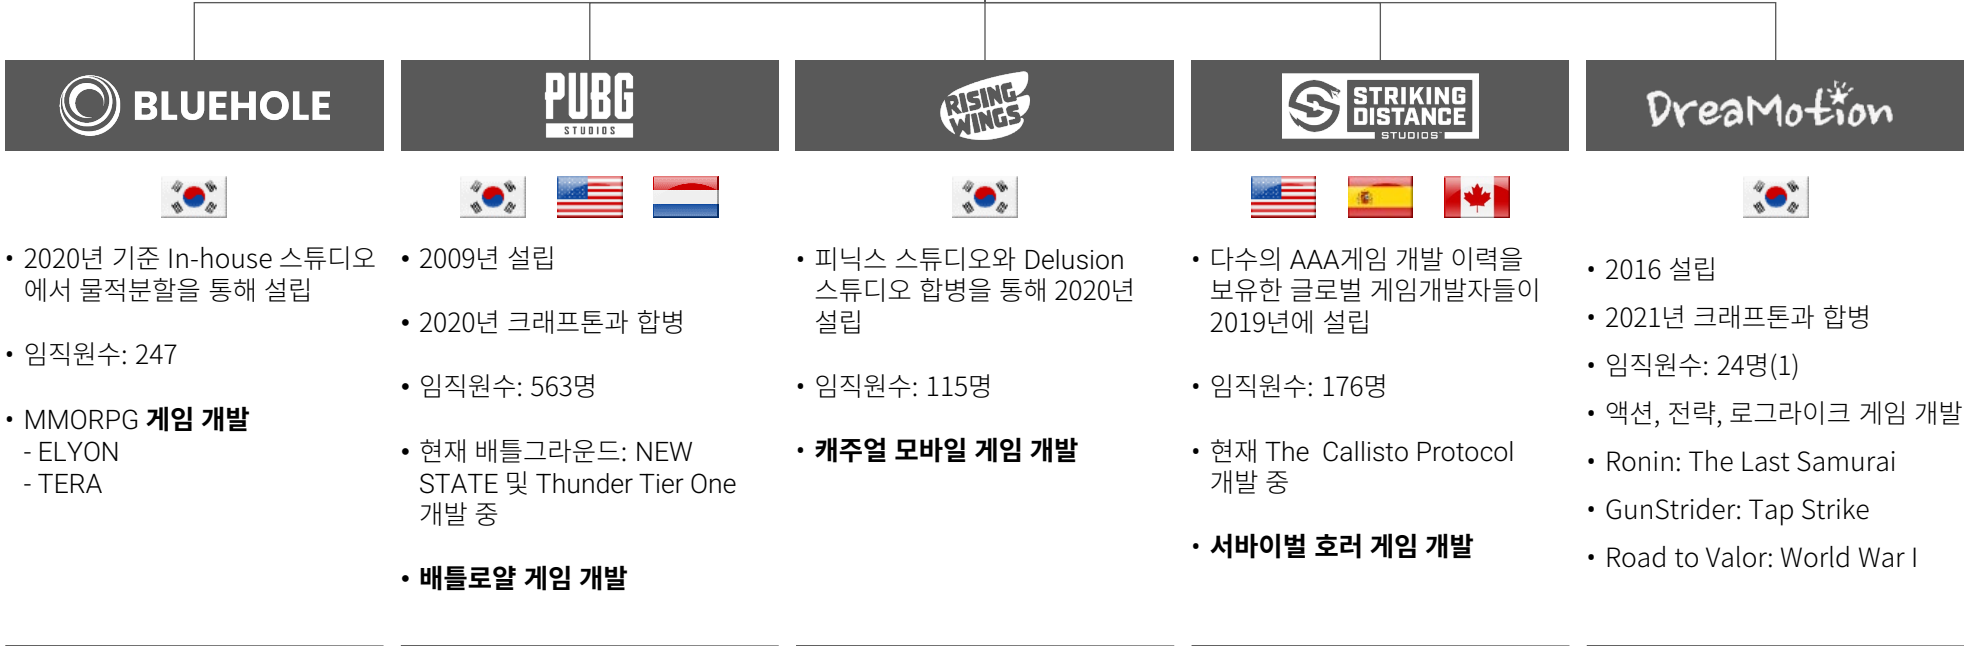 BLUEHOLE
• 2020년 기준 In-house 스튜디오
에서 물적분할을 통해 설립
• 임직원수: 247
• MMORPG 게임 개발
- ELYON
- TERA
PUBG
STUDIOS
• 2009년 설립
• 2020년 크래프톤과 합병
• 임직원수: 563명
• 현재 배틀그라운드: NEW
STATE 및 Thunder Tier One
개발 중
• 배틀로얄 게임 개발
RISING
WINGS
• 피닉스 스튜디오와 Delusion
스튜디오 합병을 통해 2020년
설립
• 임직원수: 115명
• 캐주얼 모바일 게임 개발
STRIKING
DISTANCE
STUDIOS
• 다수의 AAA게임 개발 이력을
보유한 글로벌 게임개발자들이
2019년에 설립
• 임직원수: 176명
• 현재 The Callisto Protocol
개발 중
• 서바이벌 호러 게임 개발
DreaMotion
• 2016 설립
• 2021년 크래프톤과 합병
• 임직원수: 24명(1)
• 액션, 전략, 로그라이크 게임 개발
• Ronin: The Last Samurai
• GunStrider: Tap Strike
• Road to Valor: World War I